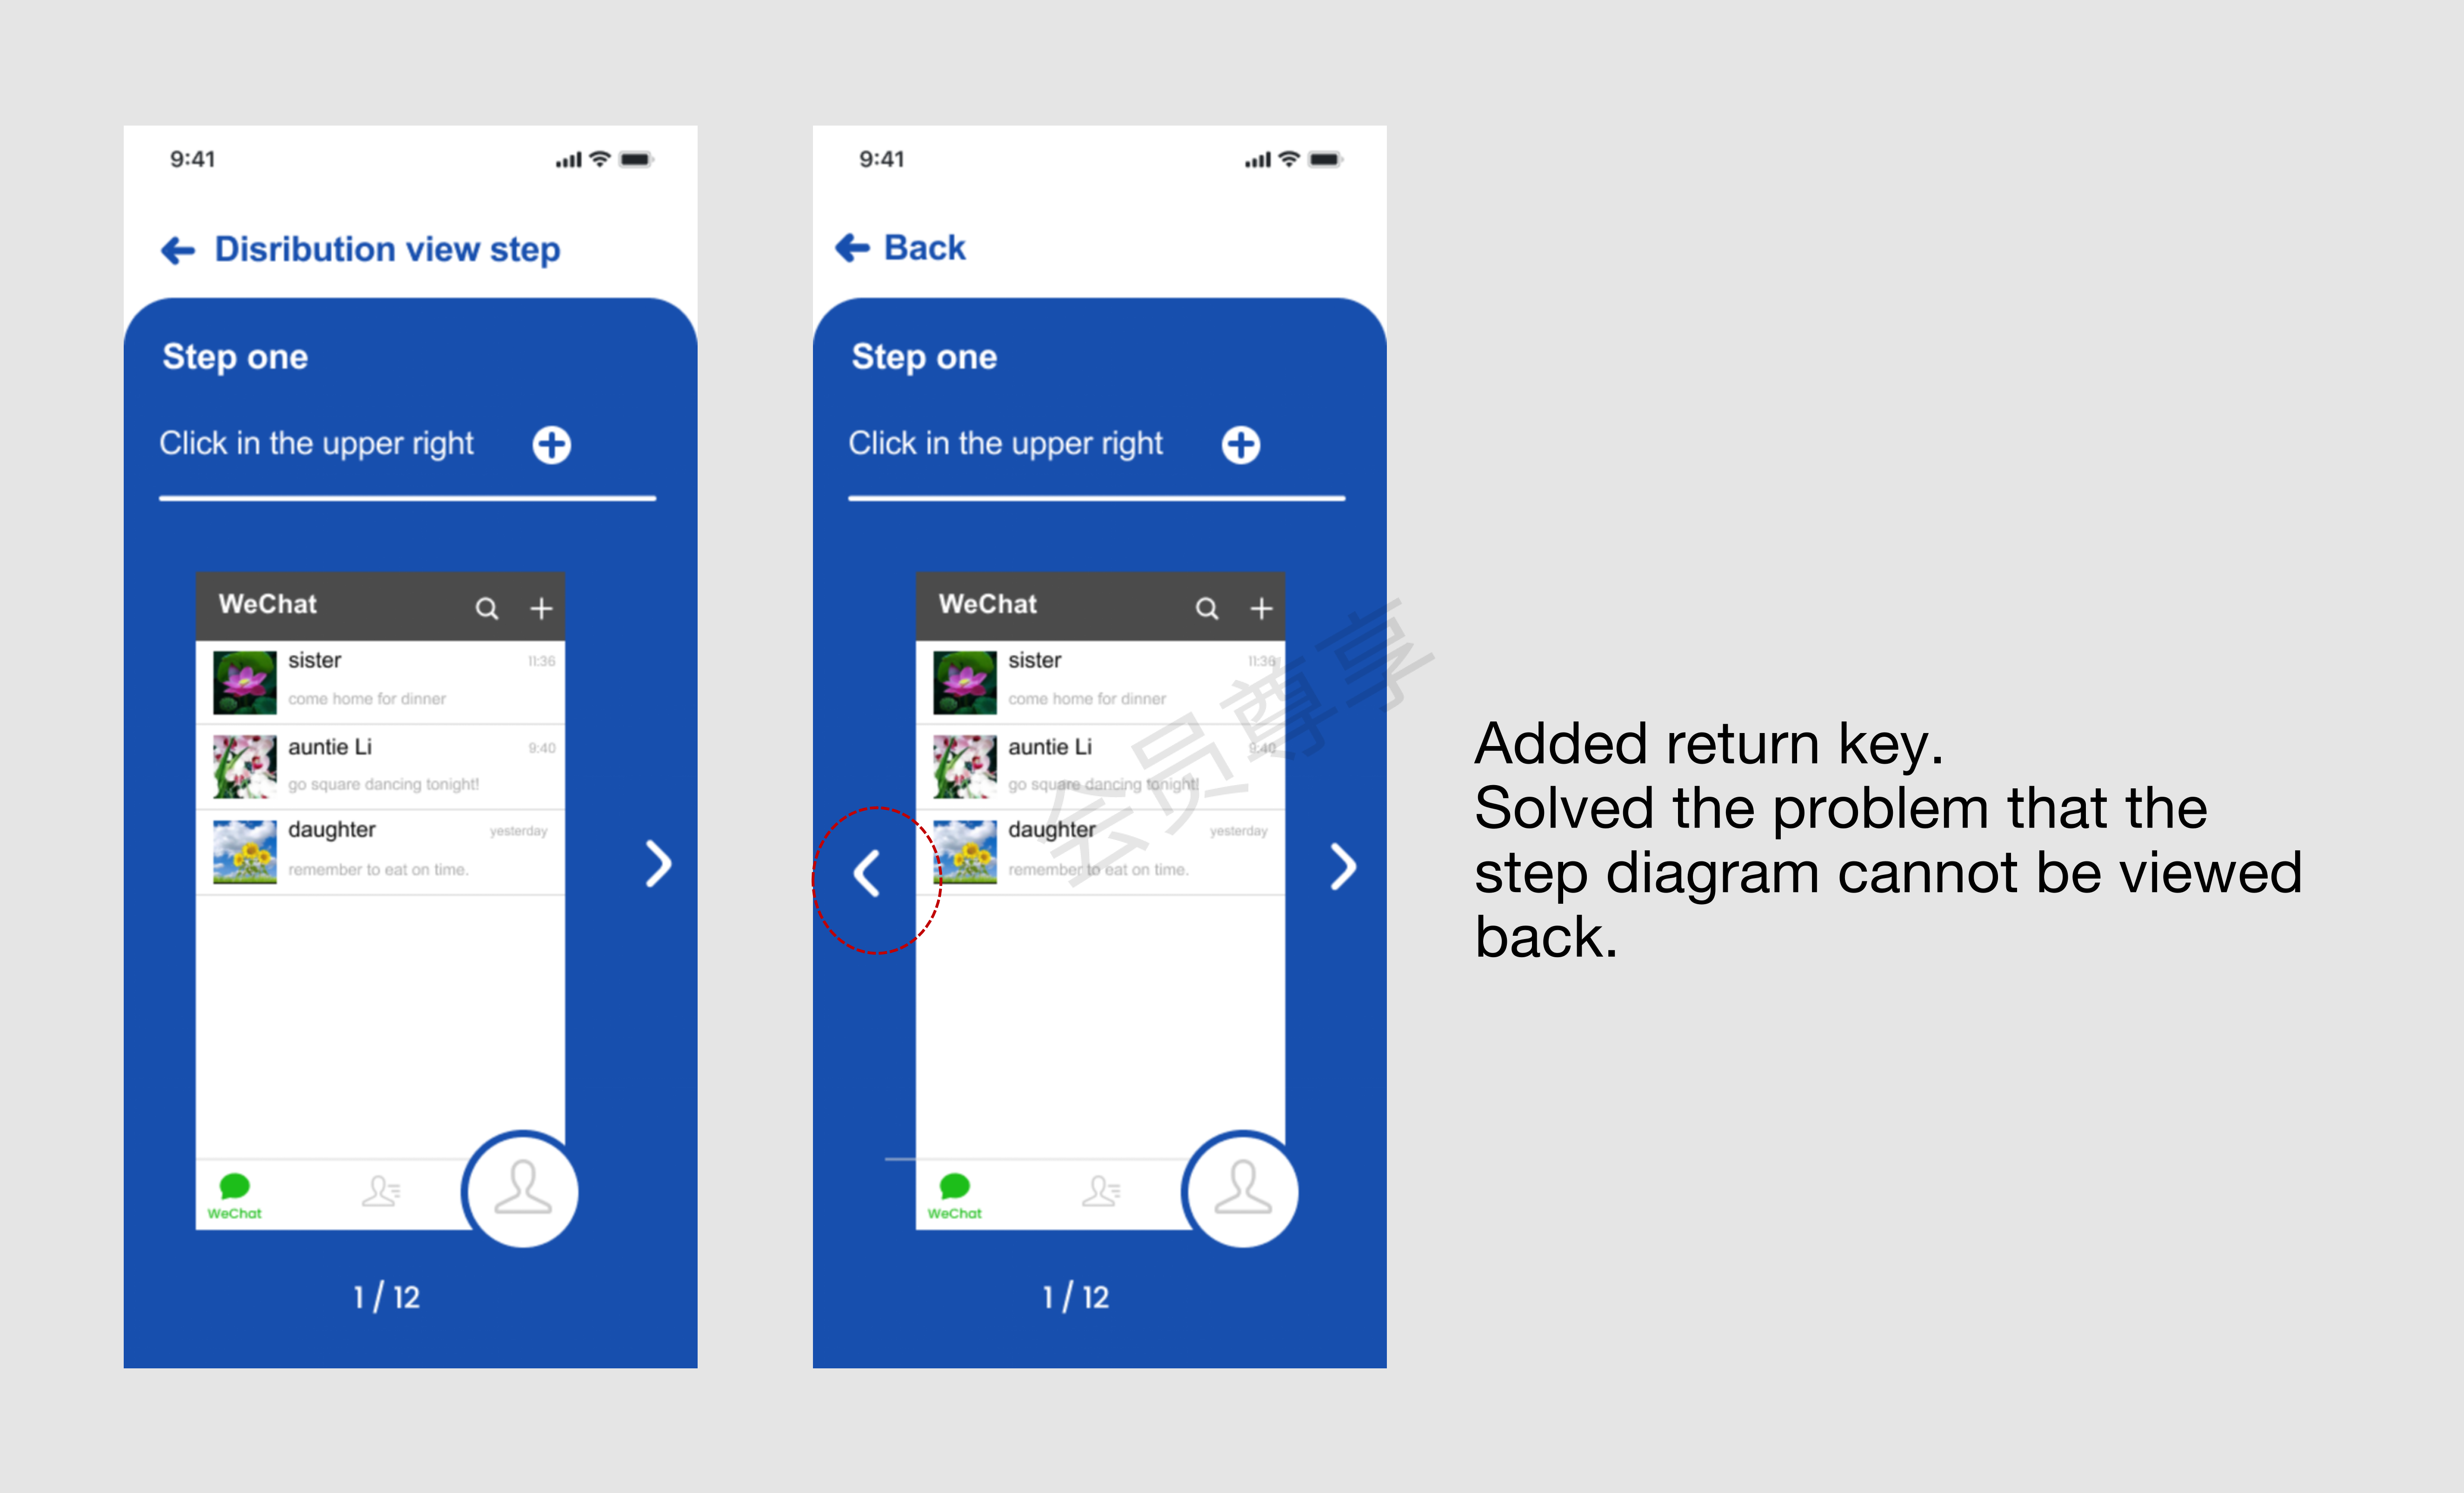 9:41
Disribution view step
Step one
Click in the upper right
WeChat
sister
11:36
come home for dinner
auntie Li
9:40
go square dancing tonight!
daughter
yesterday
remember to eat on time.
WeChat
1 / 12
9:41
Back
Step one
Click in the upper right
WeChat
sister
11:36
come home for dinner
auntie Li
9:40
go square dancing tonight!
daughter
yesterday
remember to eat on time.
WeChat
1 / 12
会员尊享
Added return key.
Solved the problem that the
step diagram cannot be viewed
back.